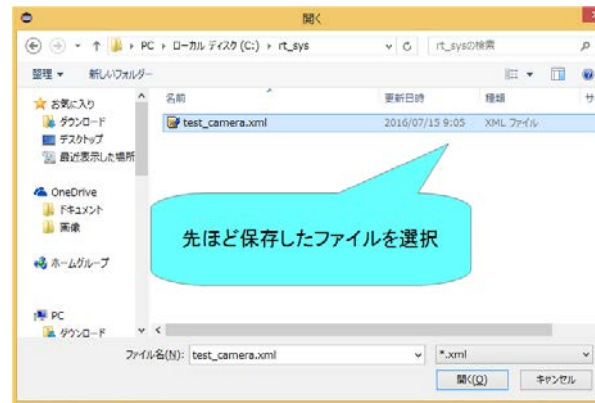 開く
PC ▸ ローカル ディスク (C:) ▸ rt_sys
rt_sysの検索
整理 ▾ 新しいフォルダー
お気に入り
ダウンロード
デスクトップ
最近表示した場所
OneDrive
ドキュメント
画像
ホームグループ
PC
ダウンロード
名前 更新日時 種類 サ
test_camera.xml 2016/07/15 9:05 XML ファイル
先ほど保存したファイルを選択
ファイル名(N): test_camera.xml *.xml
開く(O) キャンセル